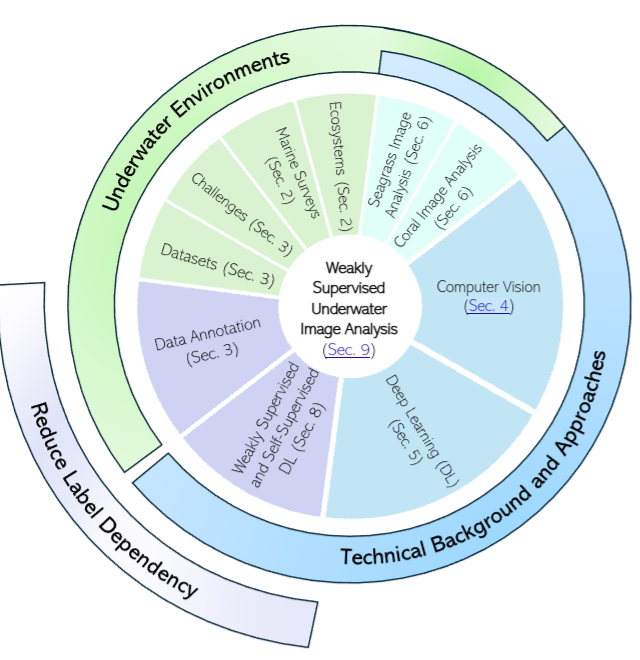 Underwater Environments
Ecosystems (Sec. 2)
Seagrass Image
Analysis (Sec. 6)
Coral Image Analysis
(Sec. 6)
Marine Surveys
(Sec. 2)
Challenges (Sec. 3)
Datasets (Sec. 3)
Data Annotation
(Sec. 3)
Weakly
Supervised
Underwater
Image Analysis
(Sec. 9)
Computer Vision
(Sec. 4)
Weakly Supervised
and Self-Supervised
DL (Sec. 8)
Deep Learning (DL)
(Sec. 5)
Technical Background and Approaches
Reduce Label Dependency